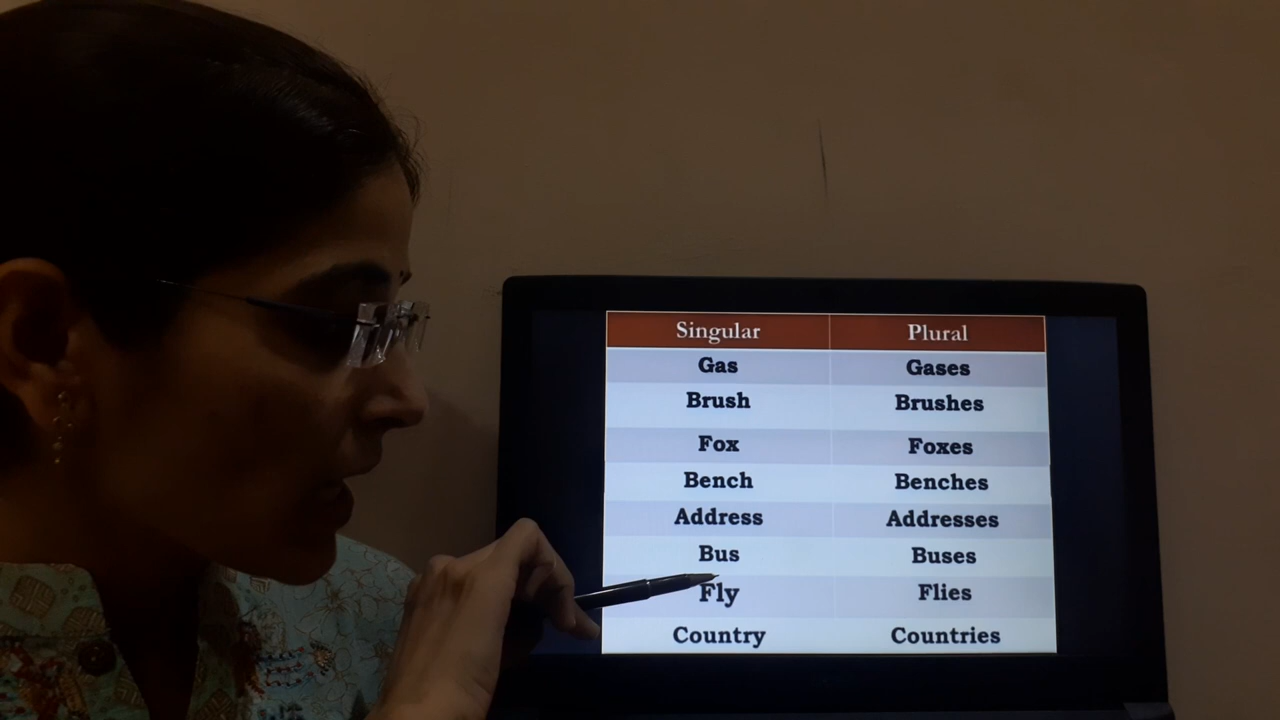 Singular Plural
Gas Gases
Brush Brushes
Fox Foxes
Bench Benches
Address Addresses
Bus Buses
Fly Flies
Country Countries